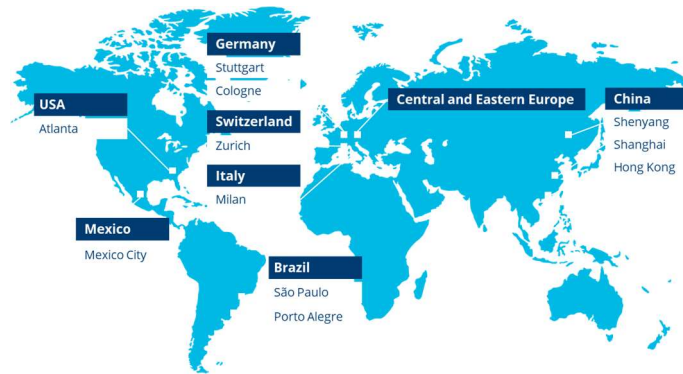 Germany
Stuttgart
Cologne
USA
Atlanta
Switzerland
Zurich
Italy
Milan
Central and Eastern Europe
China
Shenyang
Shanghai
Hong Kong
Mexico
Mexico City
Brazil
São Paulo
Porto Alegre